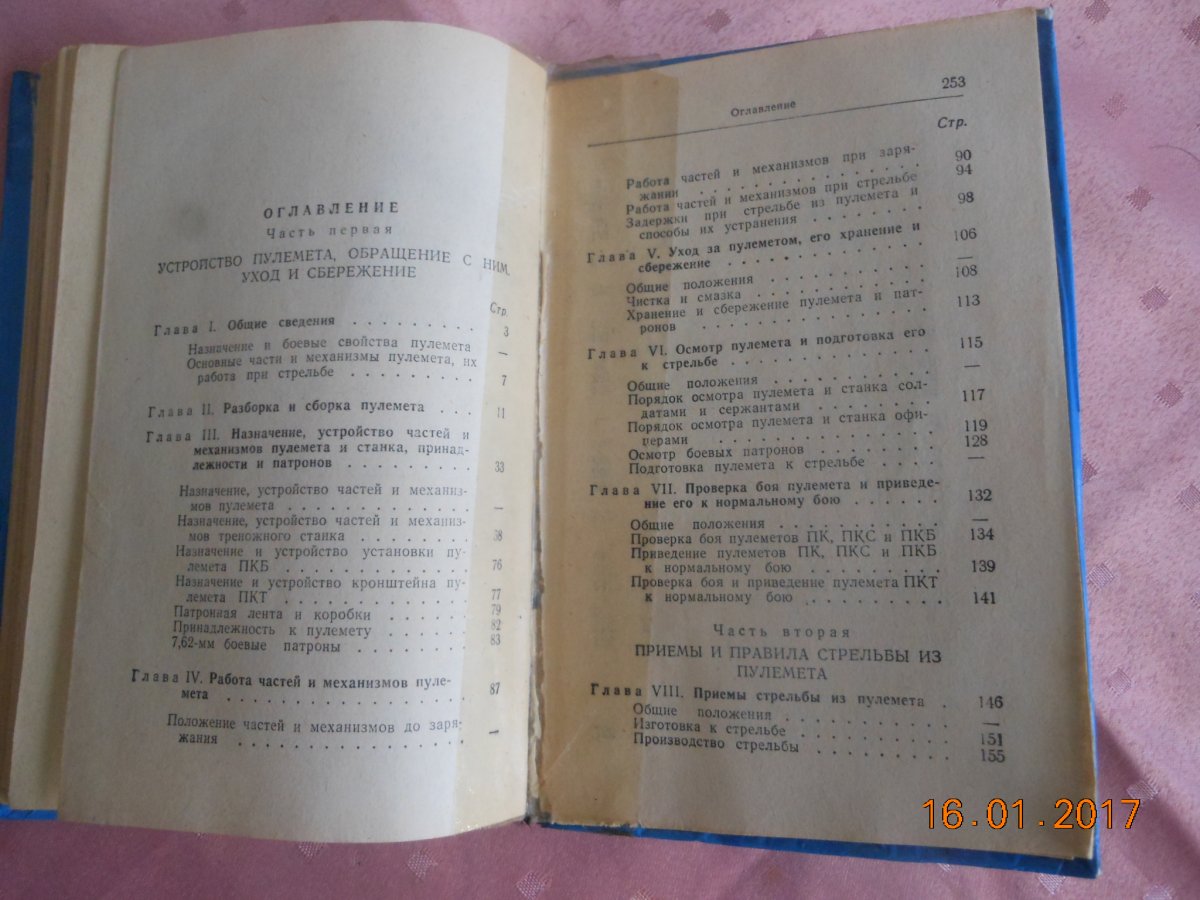 ОГЛАВЛЕНИЕ
Часть первая
УСТРОЙСТВО ПУЛЕМЕТА, ОБРАЩЕНИЕ С НИМ,
УХОД И СБЕРЕЖЕНИЕ
Стр.
Глава I. Общие сведения . . . . . . . . . 3
Назначение и боевые свойства пулемета —
Основные части и механизмы пулемета, их
работа при стрельбе . . . . . . . . . 7
Глава II. Разборка и сборка пулемета . . . 11
Глава III. Назначение, устройство частей и
механизмов пулемета и станка, принад-
лежности и патронов . . . . . . . . . 33
Назначение, устройство частей и механиз-
мов пулемета . . . . . . . . . . . . —
Назначение, устройство частей и механиз-
мов треножного станка . . . . . . . . 38
Назначение и устройство установки пу-
лемета ПКБ . . . . . . . . . . . . . 76
Назначение и устройство кронштейна пу-
лемета ПКТ . . . . . . . . . . . . . 77
Патронная лента и коробки . . . . . . 79
Принадлежность к пулемету . . . . . . 82
7,62-мм боевые патроны . . . . . . . . 83
Глава IV. Работа частей и механизмов пуле-
мета . . . . . . . . . . . . . . . . 87
Положение частей и механизмов до заря-
жания . . . . . . . . . . . . . . . —
253
Оглавление
Стр.
Работа частей и механизмов при заря-
жании . . . . . . . . . . . . . . . 90
Работа частей и механизмов при стрельбе 94
Задержки при стрельбе из пулемета и
способы их устранения . . . . . . . . 98
Глава V. Уход за пулеметом, его хранение и
сбережение . . . . . . . . . . . . . 106
Общие положения . . . . . . . . . . . —
Чистка и смазка . . . . . . . . . . . 108
Хранение и сбережение пулемета и пат-
ронов . . . . . . . . . . . . . . . 113
Глава VI. Осмотр пулемета и подготовка его
к стрельбе . . . . . . . . . . . . . 115
Общие положения . . . . . . . . . . . —
Порядок осмотра пулемета и станка сол-
датами и сержантами . . . . . . . . . 117
Порядок осмотра пулемета и станка офи-
церами . . . . . . . . . . . . . . . 119
Осмотр боевых патронов . . . . . . . . 128
Подготовка пулемета к стрельбе . . . . —
Глава VII. Проверка боя пулемета и приведе-
ние его к нормальному бою . . . . . . 132
Общие положения . . . . . . . . . . . —
Проверка боя пулеметов ПК, ПКС и ПКБ 134
Приведение пулеметов ПК, ПКС и ПКБ
к нормальному бою . . . . . . . . . . 139
Проверка боя и приведение пулемета ПКТ
к нормальному бою . . . . . . . . . . 141
Часть вторая
ПРИЕМЫ И ПРАВИЛА СТРЕЛЬБЫ ИЗ
ПУЛЕМЕТА
Глава VIII. Приемы стрельбы из пулемета . 146
Общие положения . . . . . . . . . . . —
Изготовка к стрельбе . . . . . . . . . 151
Производство стрельбы . . . . . . . . 155
16.01.2017